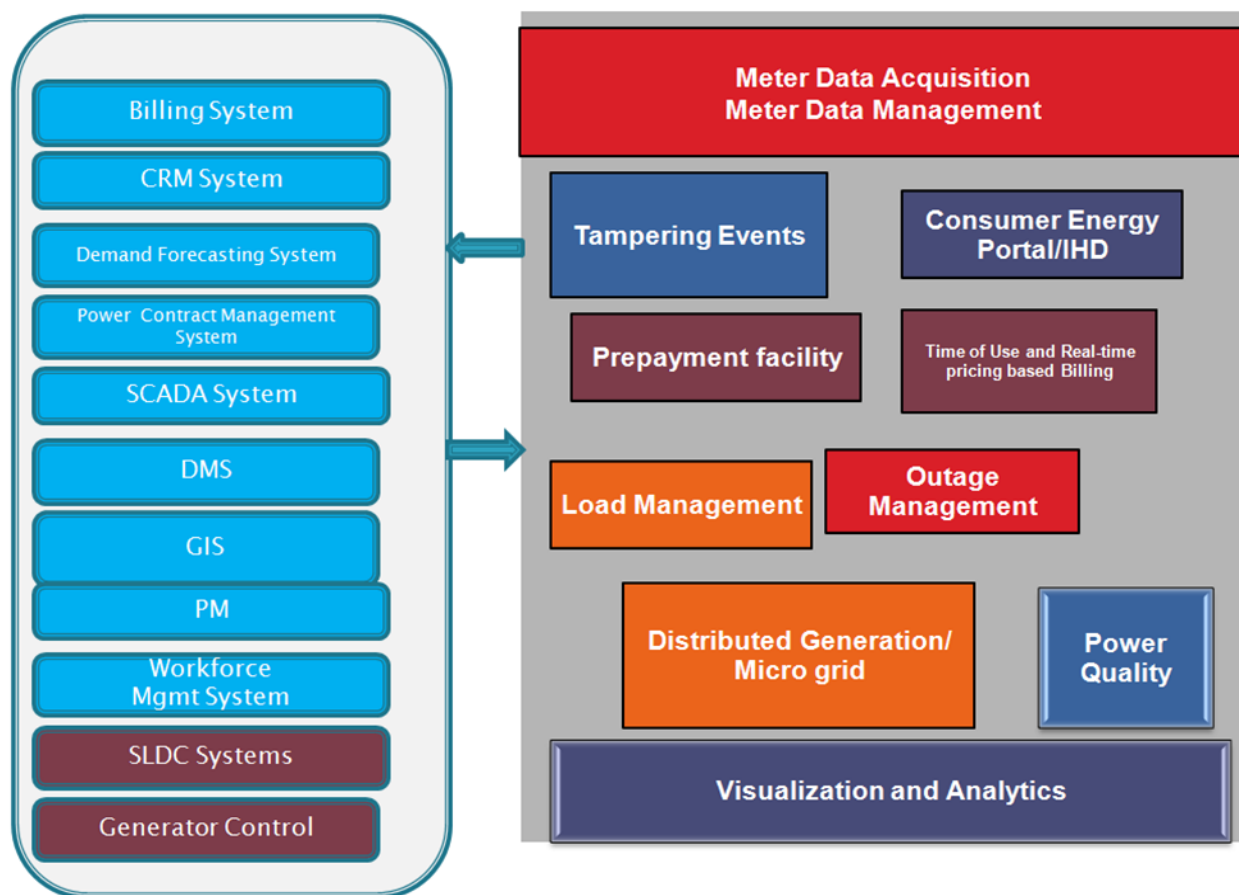 Billing System
CRM System
Demand Forecasting System
Power Contract Management
System
SCADA System
DMS
GIS
PM
Workforce
Mgmt System
SLDC Systems
Generator Control
Meter Data Acquisition
Meter Data Management
Tampering Events
Consumer Energy
Portal/IHD
Prepayment facility
Time of Use and Real-time
pricing based Billing
Load Management
Outage
Management
Distributed Generation/
Micro grid
Power
Quality
Visualization and Analytics